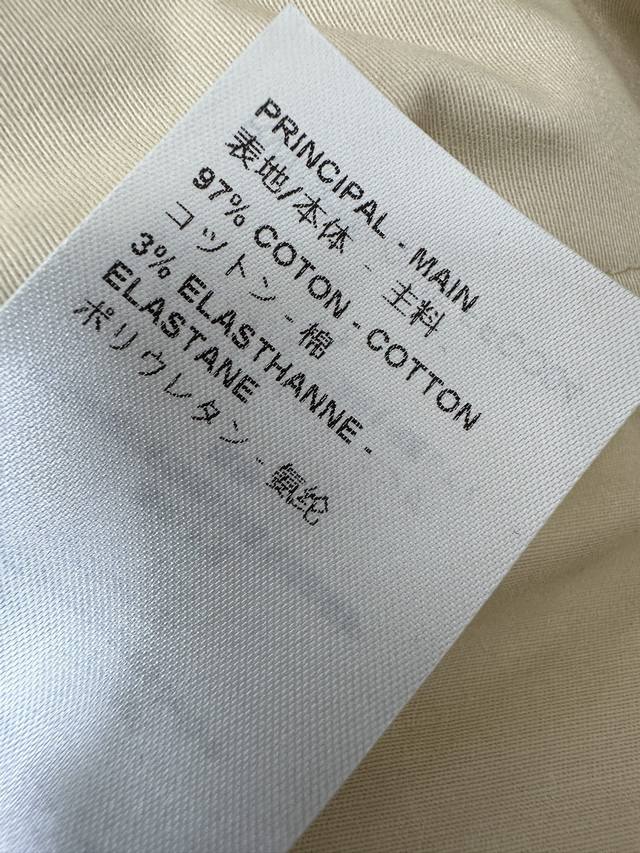 PRINCIPAL - MAIN
表地/本体 - 主料
97% COTON - COTTON
コットン - 棉
3% ELASTHANNE -
ELASTANE
ポリウレタン - 氨纶